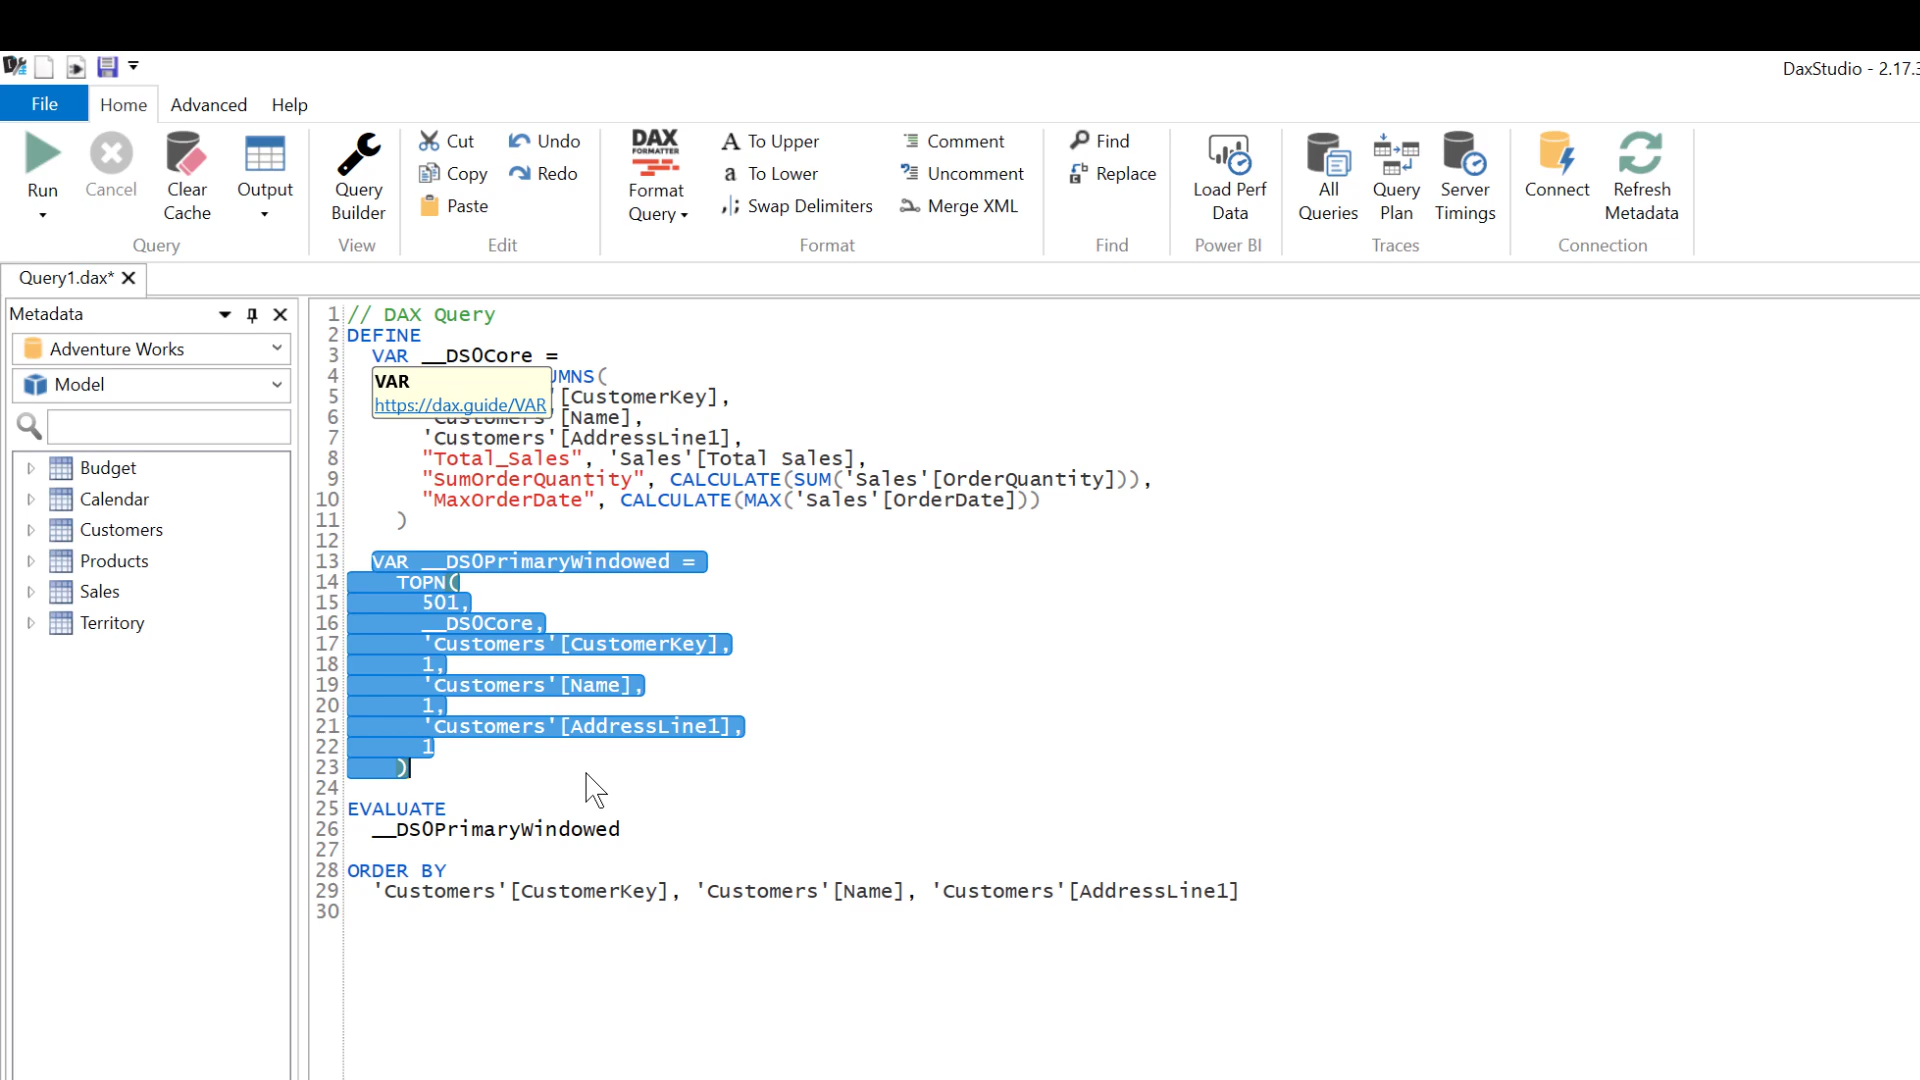 DaxStudio - 2.17.3
File Home Advanced Help
Run
Cancel
Clear Cache
Output
Query Builder
Cut
Copy
Paste
Undo
Redo
DAX
FORMATTER
Format Query
To Upper
To Lower
Swap Delimiters
Comment
Uncomment
Merge XML
Find
Replace
Load Perf Data
All Queries
Query Plan
Server Timings
Connect
Refresh Metadata
Query View Edit Format Find Power BI Traces Connection
Query1.dax*
Metadata
Adventure Works
Model
Budget
Calendar
Customers
Products
Sales
Territory
1 // DAX Query
2 DEFINE
3 VAR __DS0Core =
4 UMNS(
VAR
https://dax.guide/VAR
5 '[CustomerKey],
6 'Customers'[Name],
7 'Customers'[AddressLine1],
8 "Total_Sales", 'Sales'[Total Sales],
9 "SumOrderQuantity", CALCULATE(SUM('Sales'[OrderQuantity])),
10 "MaxOrderDate", CALCULATE(MAX('Sales'[OrderDate]))
11 )
12
13 VAR __DS0PrimaryWindowed =
14 TOPN(
15 501,
16 __DS0Core,
17 'Customers'[CustomerKey],
18 1,
19 'Customers'[Name],
20 1,
21 'Customers'[AddressLine1],
22 1
23 )
24
25 EVALUATE
26 __DS0PrimaryWindowed
27
28 ORDER BY
29 'Customers'[CustomerKey], 'Customers'[Name], 'Customers'[AddressLine1]
30